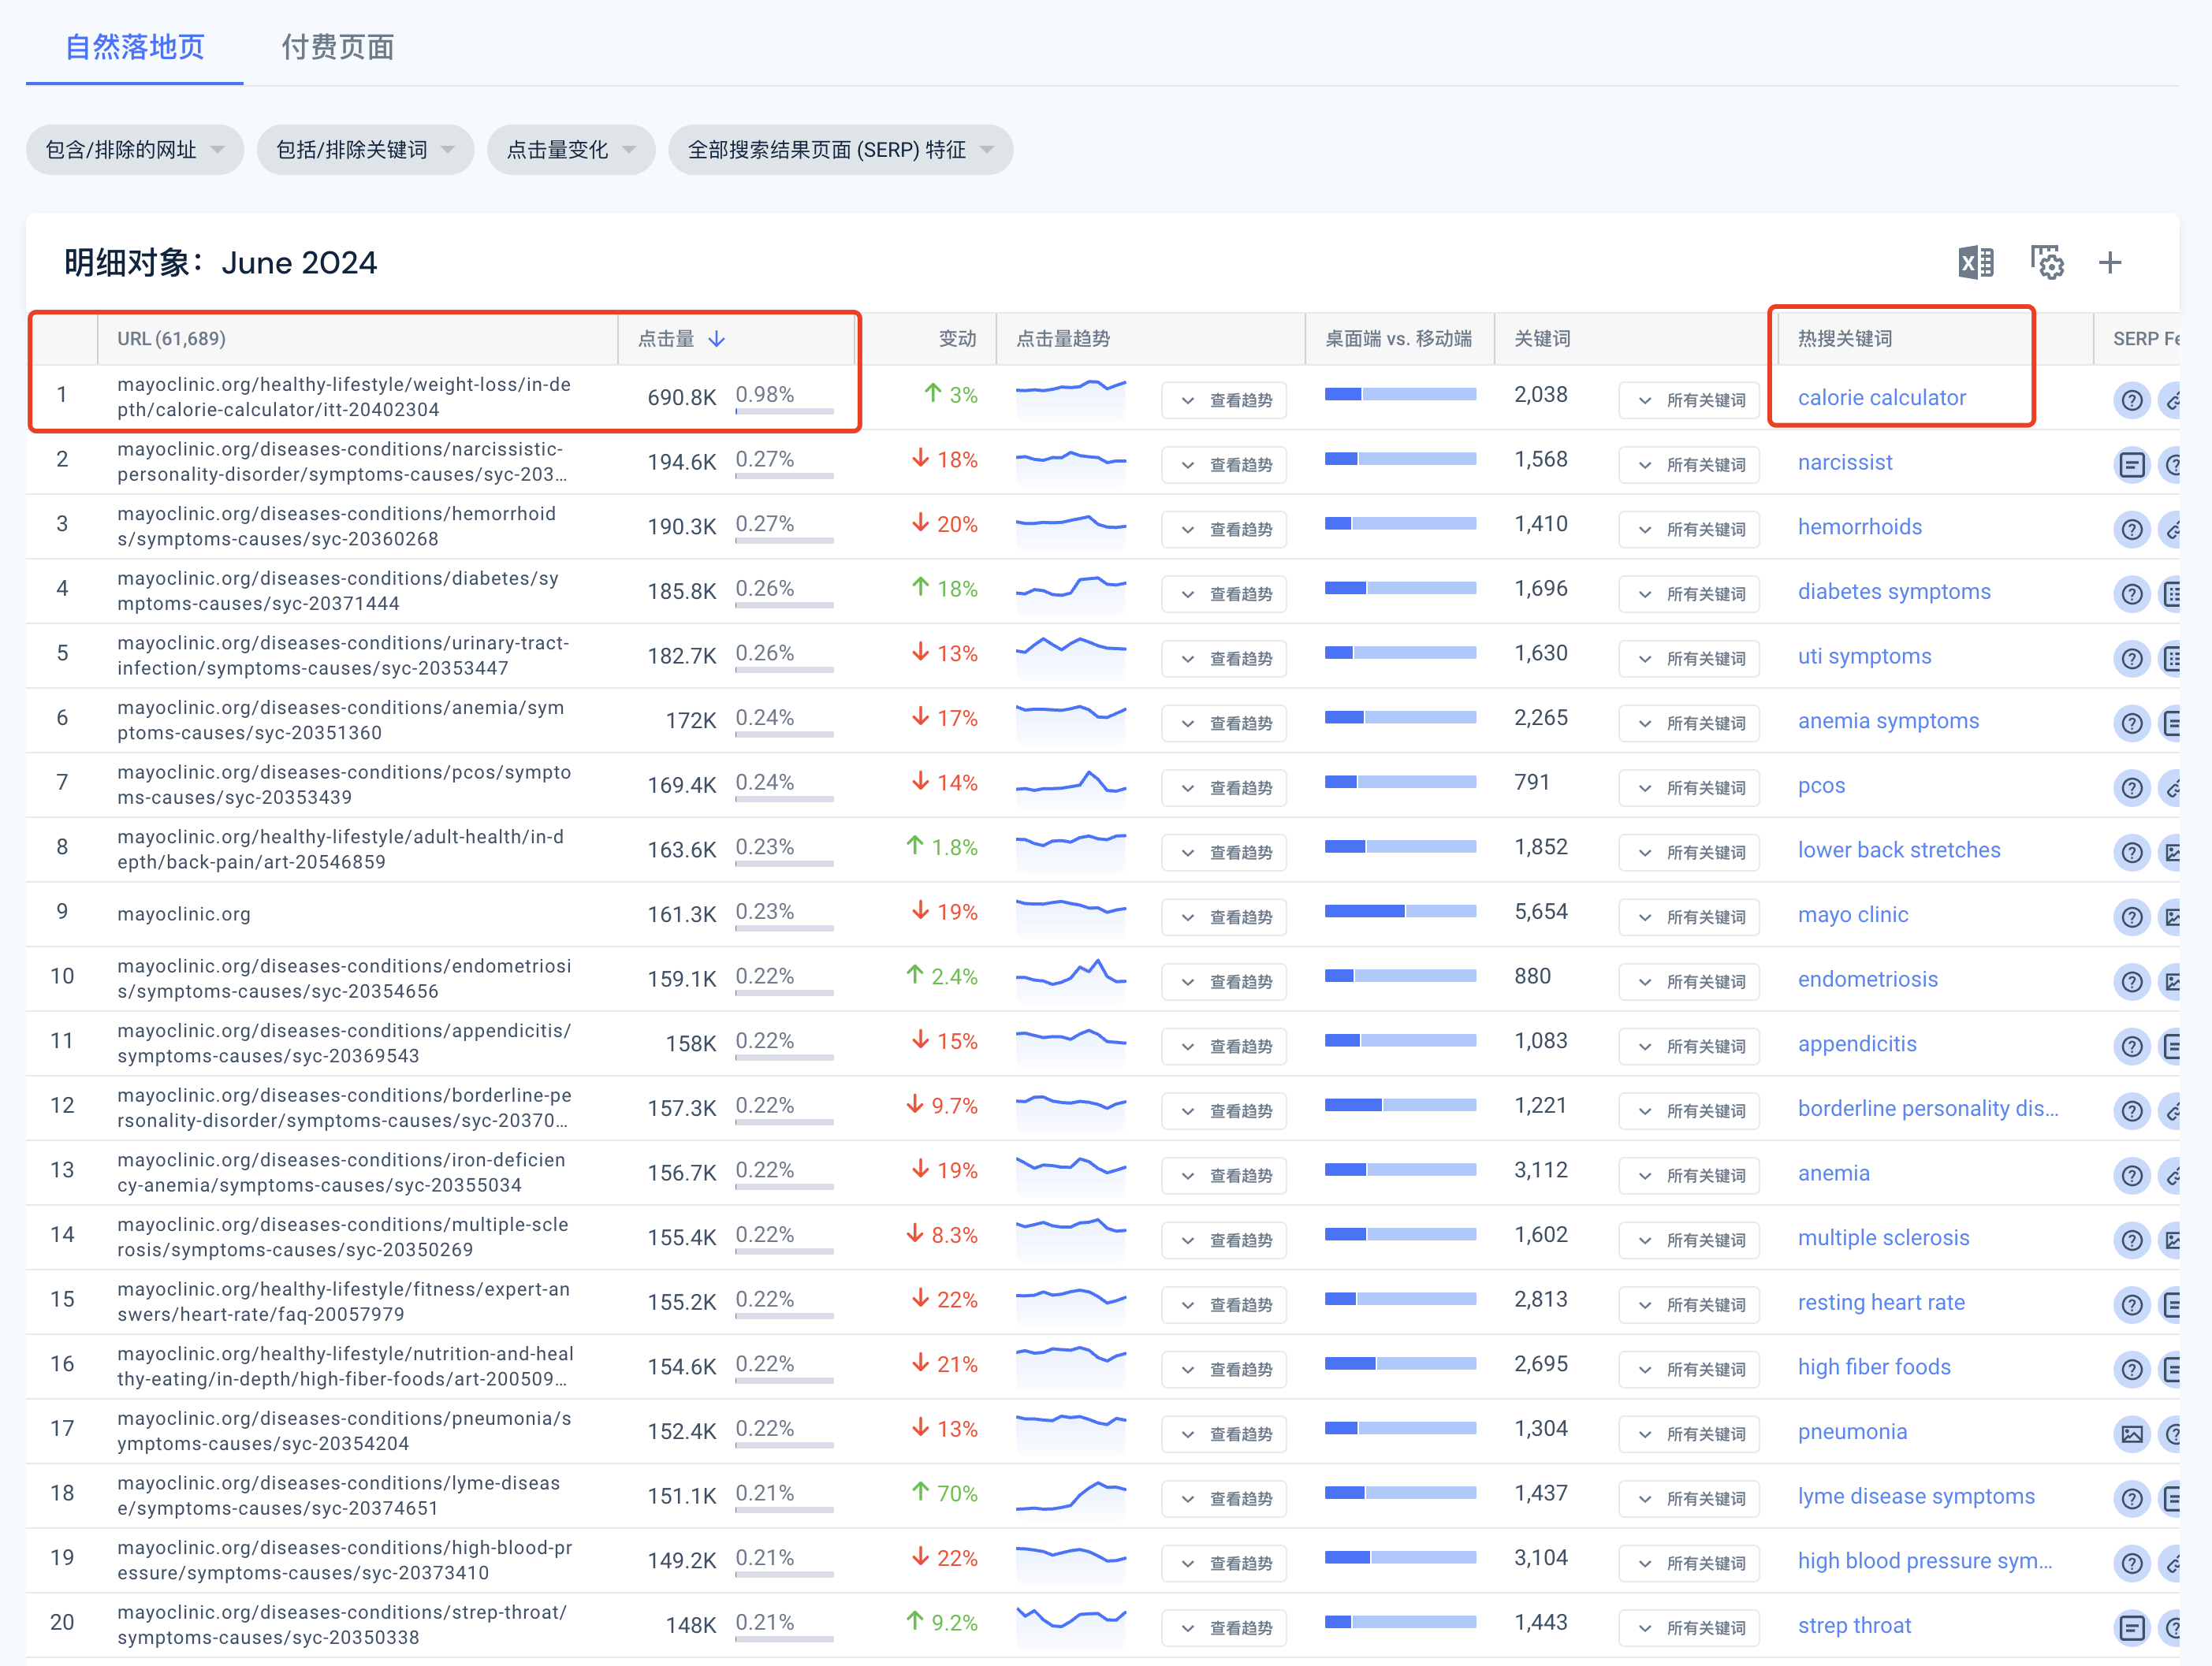 自然落地页 付费页面
包含/排除的网址 包括/排除关键词 点击量变化 全部搜索结果页面 (SERP) 特征
明细对象：June 2024
URL (61,689) 点击量 变动 点击量趋势 桌面端 vs. 移动端 关键词 热搜关键词 SERP Fe
1 mayoclinic.org/healthy-lifestyle/weight-loss/in-de
pth/calorie-calculator/itt-20402304 690.8K 0.98% 3% 查看趋势 2,038 所有关键词 calorie calculator
2 mayoclinic.org/diseases-conditions/narcissistic-
personality-disorder/symptoms-causes/syc-203... 194.6K 0.27% 18% 查看趋势 1,568 所有关键词 narcissist
3 mayoclinic.org/diseases-conditions/hemorrhoid
s/symptoms-causes/syc-20360268 190.3K 0.27% 20% 查看趋势 1,410 所有关键词 hemorrhoids
4 mayoclinic.org/diseases-conditions/diabetes/sy
mptoms-causes/syc-20371444 185.8K 0.26% 18% 查看趋势 1,696 所有关键词 diabetes symptoms
5 mayoclinic.org/diseases-conditions/urinary-tract-
infection/symptoms-causes/syc-20353447 182.7K 0.26% 13% 查看趋势 1,630 所有关键词 uti symptoms
6 mayoclinic.org/diseases-conditions/anemia/sym
ptoms-causes/syc-20351360 172K 0.24% 17% 查看趋势 2,265 所有关键词 anemia symptoms
7 mayoclinic.org/diseases-conditions/pcos/sympto
ms-causes/syc-20353439 169.4K 0.24% 14% 查看趋势 791 所有关键词 pcos
8 mayoclinic.org/healthy-lifestyle/adult-health/in-d
epth/back-pain/art-20546859 163.6K 0.23% 1.8% 查看趋势 1,852 所有关键词 lower back stretches
9 mayoclinic.org 161.3K 0.23% 19% 查看趋势 5,654 所有关键词 mayo clinic
10 mayoclinic.org/diseases-conditions/endometriosi
s/symptoms-causes/syc-20354656 159.1K 0.22% 2.4% 查看趋势 880 所有关键词 endometriosis
11 mayoclinic.org/diseases-conditions/appendicitis/
symptoms-causes/syc-20369543 158K 0.22% 15% 查看趋势 1,083 所有关键词 appendicitis
12 mayoclinic.org/diseases-conditions/borderline-pe
rsonality-disorder/symptoms-causes/syc-20370... 157.3K 0.22% 9.7% 查看趋势 1,221 所有关键词 borderline personality dis...
13 mayoclinic.org/diseases-conditions/iron-deficien
cy-anemia/symptoms-causes/syc-20355034 156.7K 0.22% 19% 查看趋势 3,112 所有关键词 anemia
14 mayoclinic.org/diseases-conditions/multiple-scle
rosis/symptoms-causes/syc-20350269 155.4K 0.22% 8.3% 查看趋势 1,602 所有关键词 multiple sclerosis
15 mayoclinic.org/healthy-lifestyle/fitness/expert-an
swers/heart-rate/faq-20057979 155.2K 0.22% 22% 查看趋势 2,813 所有关键词 resting heart rate
16 mayoclinic.org/healthy-lifestyle/nutrition-and-heal
thy-eating/in-depth/high-fiber-foods/art-200509... 154.6K 0.22% 21% 查看趋势 2,695 所有关键词 high fiber foods
17 mayoclinic.org/diseases-conditions/pneumonia/s
ymptoms-causes/syc-20354204 152.4K 0.22% 13% 查看趋势 1,304 所有关键词 pneumonia
18 mayoclinic.org/diseases-conditions/lyme-diseas
e/symptoms-causes/syc-20374651 151.1K 0.21% 70% 查看趋势 1,437 所有关键词 lyme disease symptoms
19 mayoclinic.org/diseases-conditions/high-blood-pr
essure/symptoms-causes/syc-20373410 149.2K 0.21% 22% 查看趋势 3,104 所有关键词 high blood pressure sym...
20 mayoclinic.org/diseases-conditions/strep-throat/
symptoms-causes/syc-20350338 148K 0.21% 9.2% 查看趋势 1,443 所有关键词 strep throat